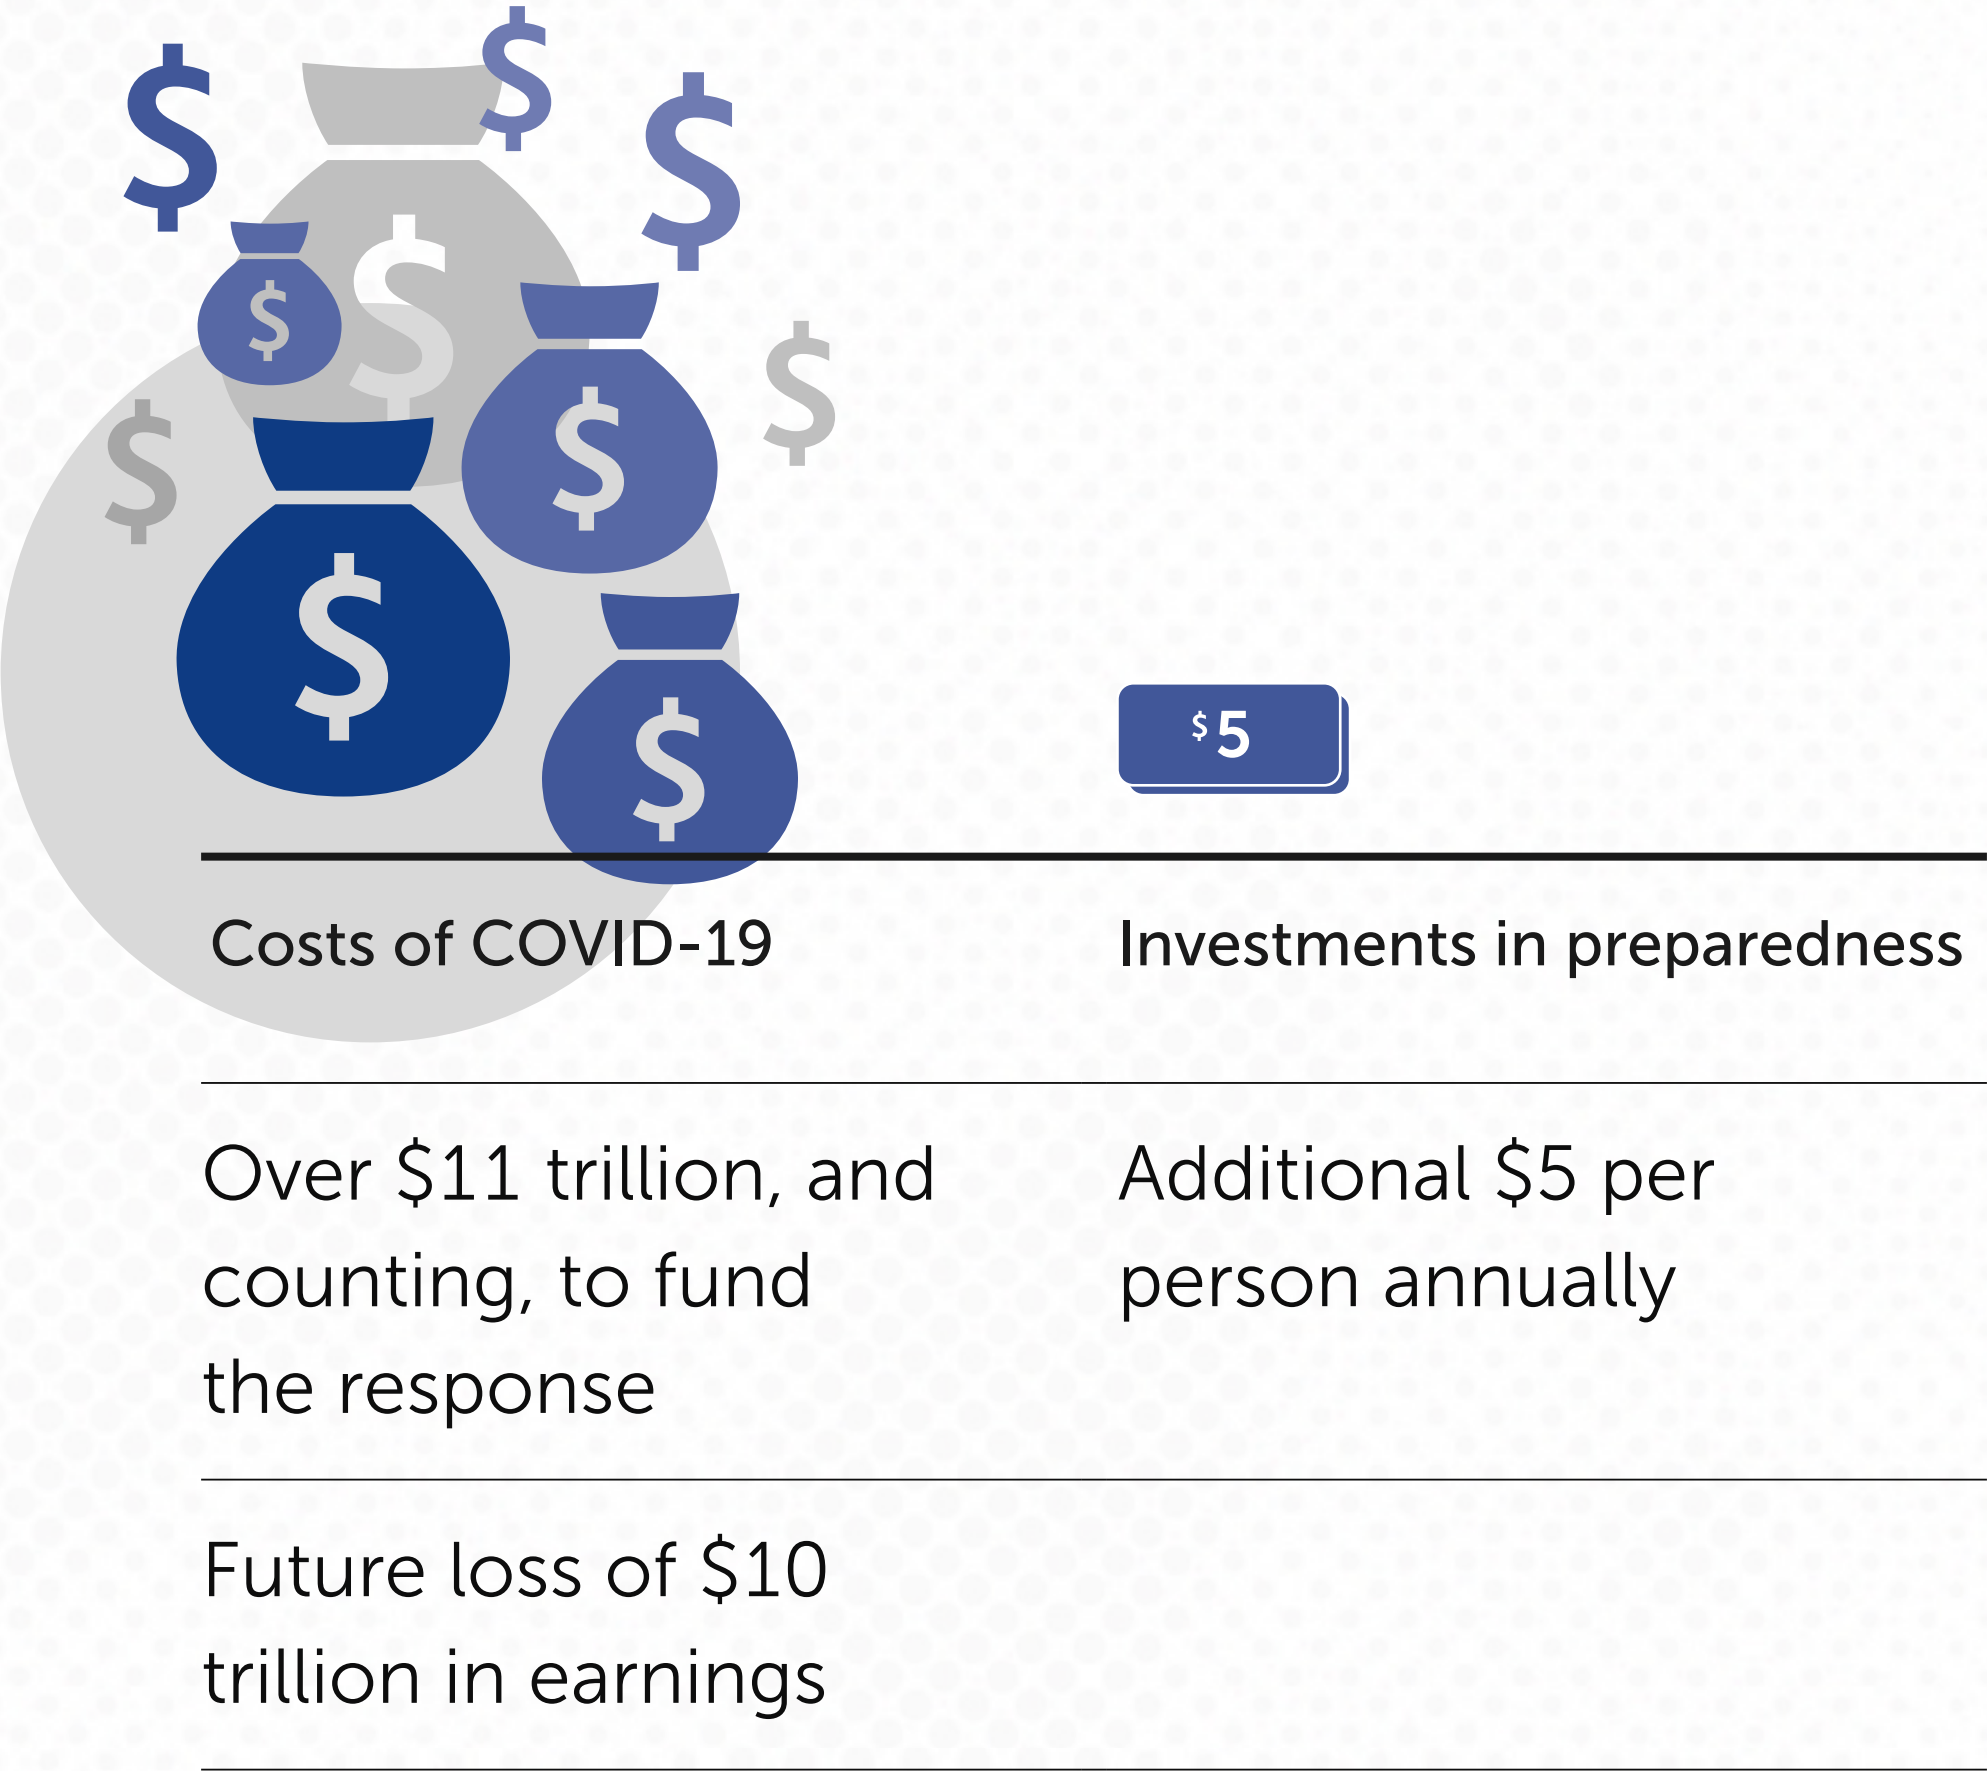 $
$
$
$
$
$
$
$
$
$
$ 5
Costs of COVID-19
Investments in preparedness
Over $11 trillion, and
counting, to fund
the response
Additional $5 per
person annually
Future loss of $10
trillion in earnings